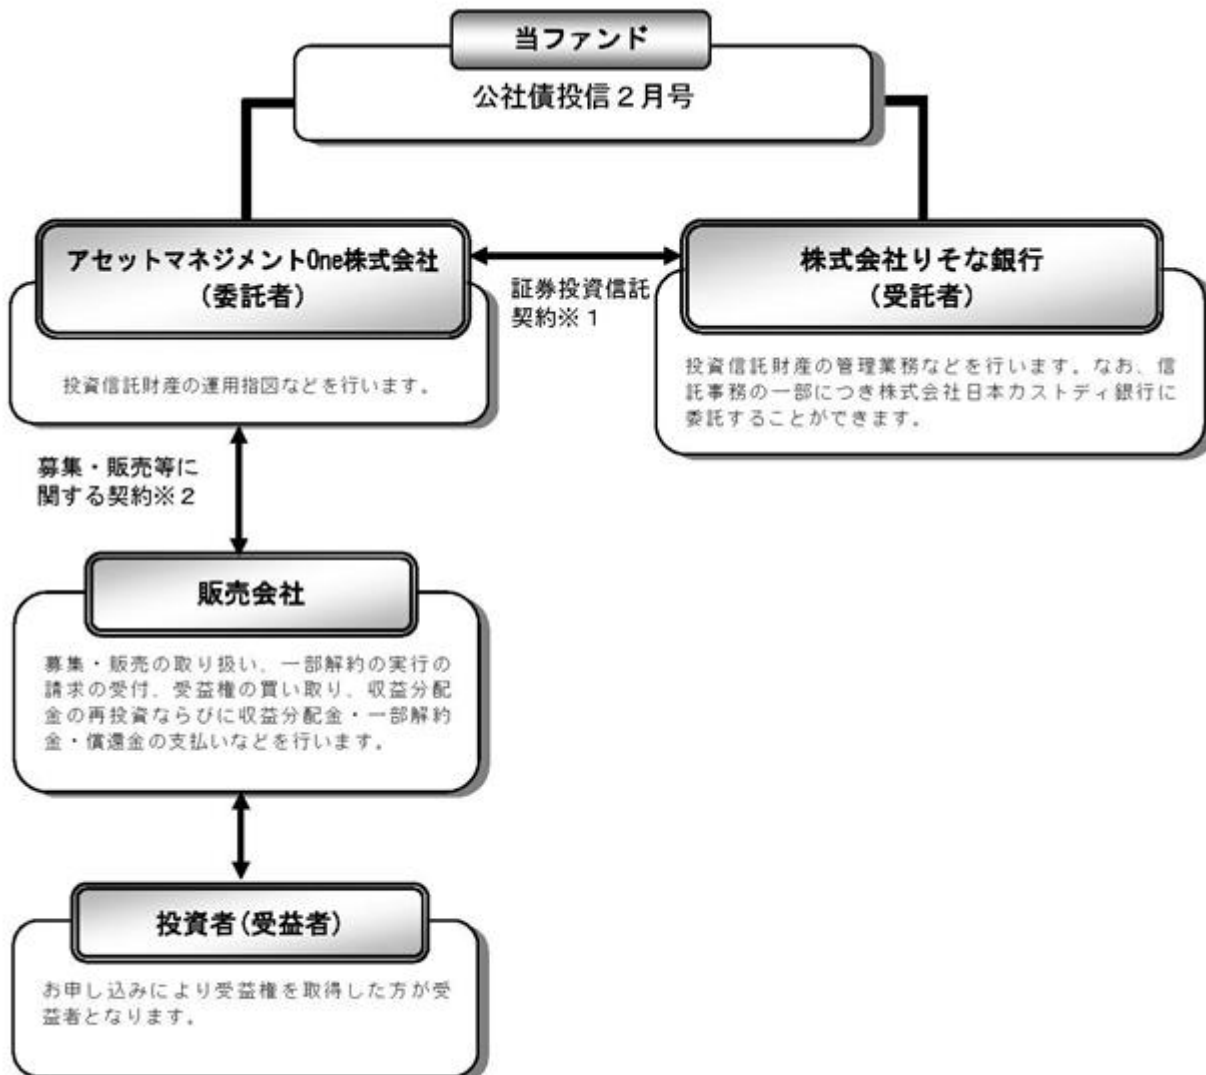 当ファンド
公社債投信２月号
アセットマネジメントOne株式会社
（委託者）
投資信託財産の運用指図などを行います。
証券投資信託
契約※１
株式会社りそな銀行
（受託者）
投資信託財産の管理業務などを行います。なお、信
託事務の一部につき株式会社日本カストディ銀行に
委託することができます。
募集・販売等に
関する契約※２
販売会社
募集・販売の取り扱い、一部解約の実行の
請求の受付、受益権の買い取り、収益分配
金の再投資ならびに収益分配金・一部解約
金・償還金の支払いなどを行います。
投資者(受益者)
お申し込みにより受益権を取得した方が受
益者となります。